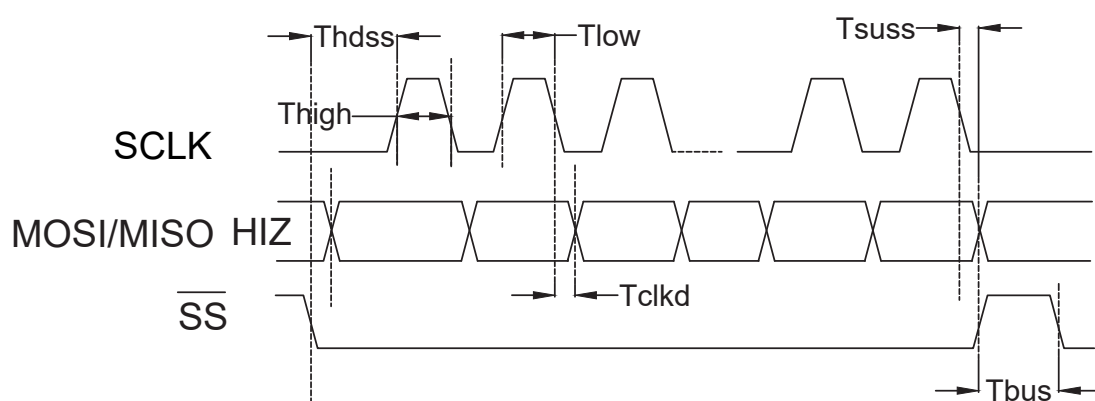 Thdss
Tlow
Tsuss
Thigh
SCLK
MOSI/MISO HIZ
Tclkd
SS
Tbus